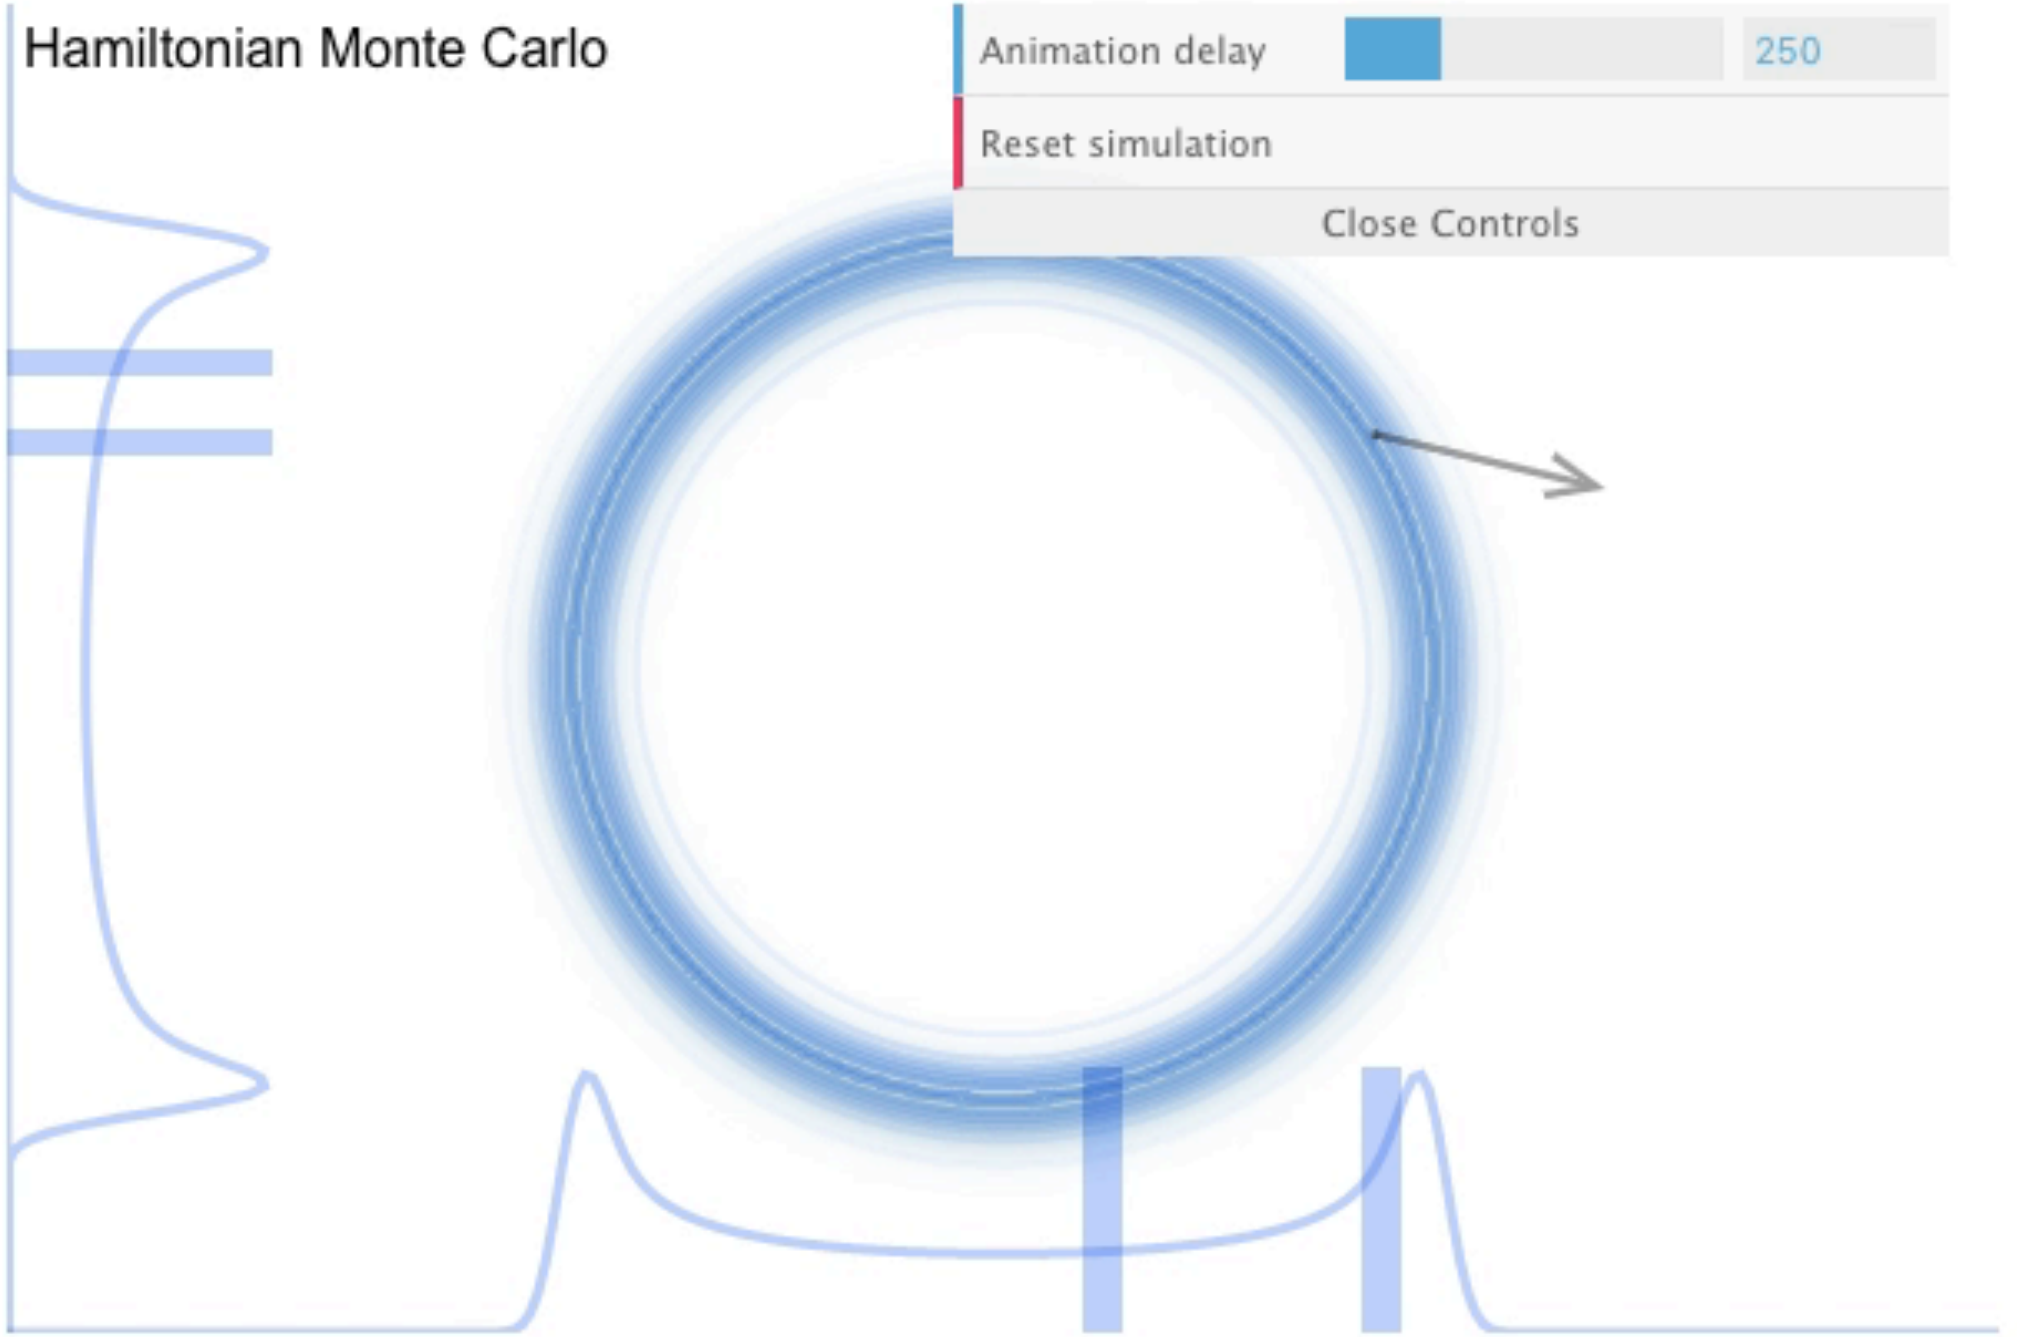 Hamiltonian Monte Carlo
Animation delay 250
Reset simulation
Close Controls